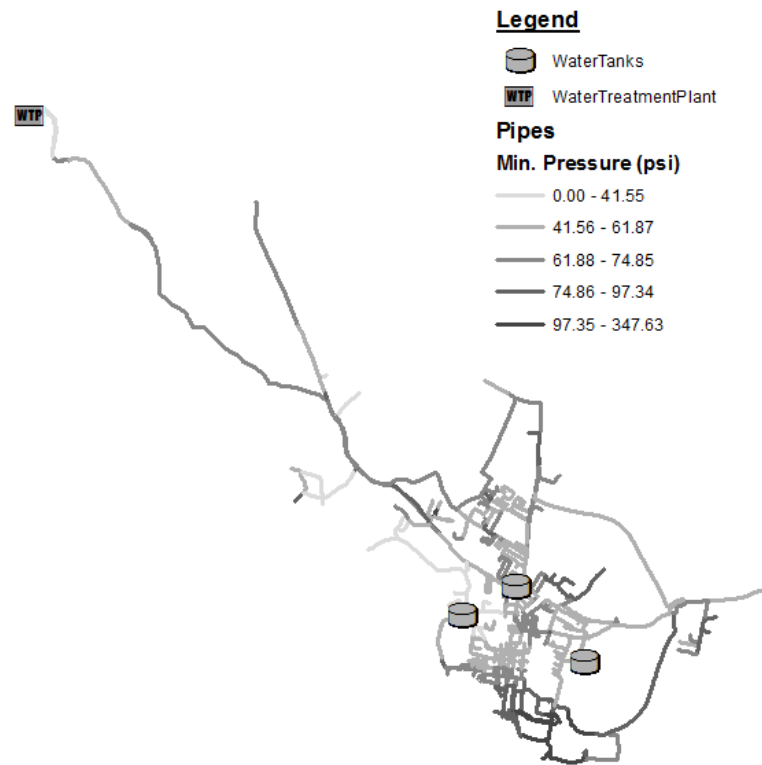 Legend
WaterTanks
WTP WaterTreatmentPlant
WTP
Pipes
Min. Pressure (psi)
0.00 - 41.55
41.56 - 61.87
61.88 - 74.85
74.86 - 97.34
97.35 - 347.63